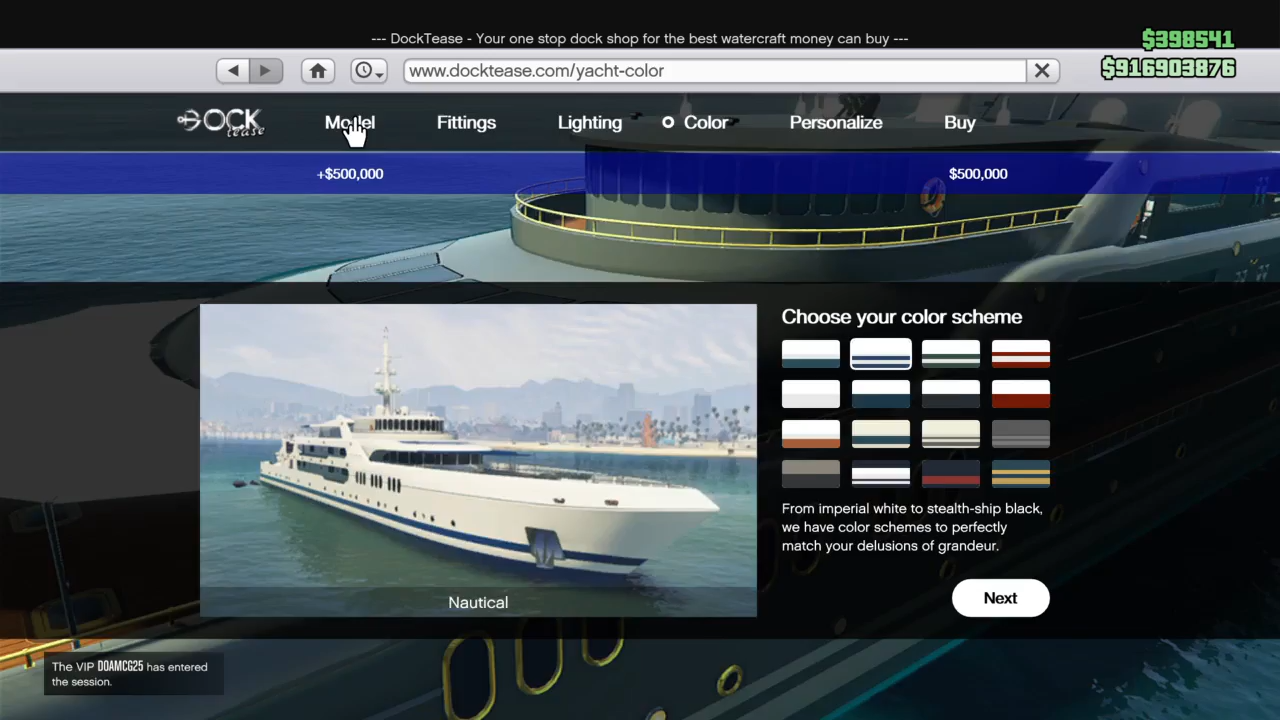 --- DockTease - Your one stop dock shop for the best watercraft money can buy ---
$398541
$916903876
www.docktease.com/yacht-color
DOCK
tease
Model
Fittings
Lighting
Color
Personalize
Buy
+$500,000
$500,000
Choose your color scheme
From imperial white to stealth-ship black,
we have color schemes to perfectly
match your delusions of grandeur.
Nautical
Next
The VIP DOAMCG25 has entered
the session.